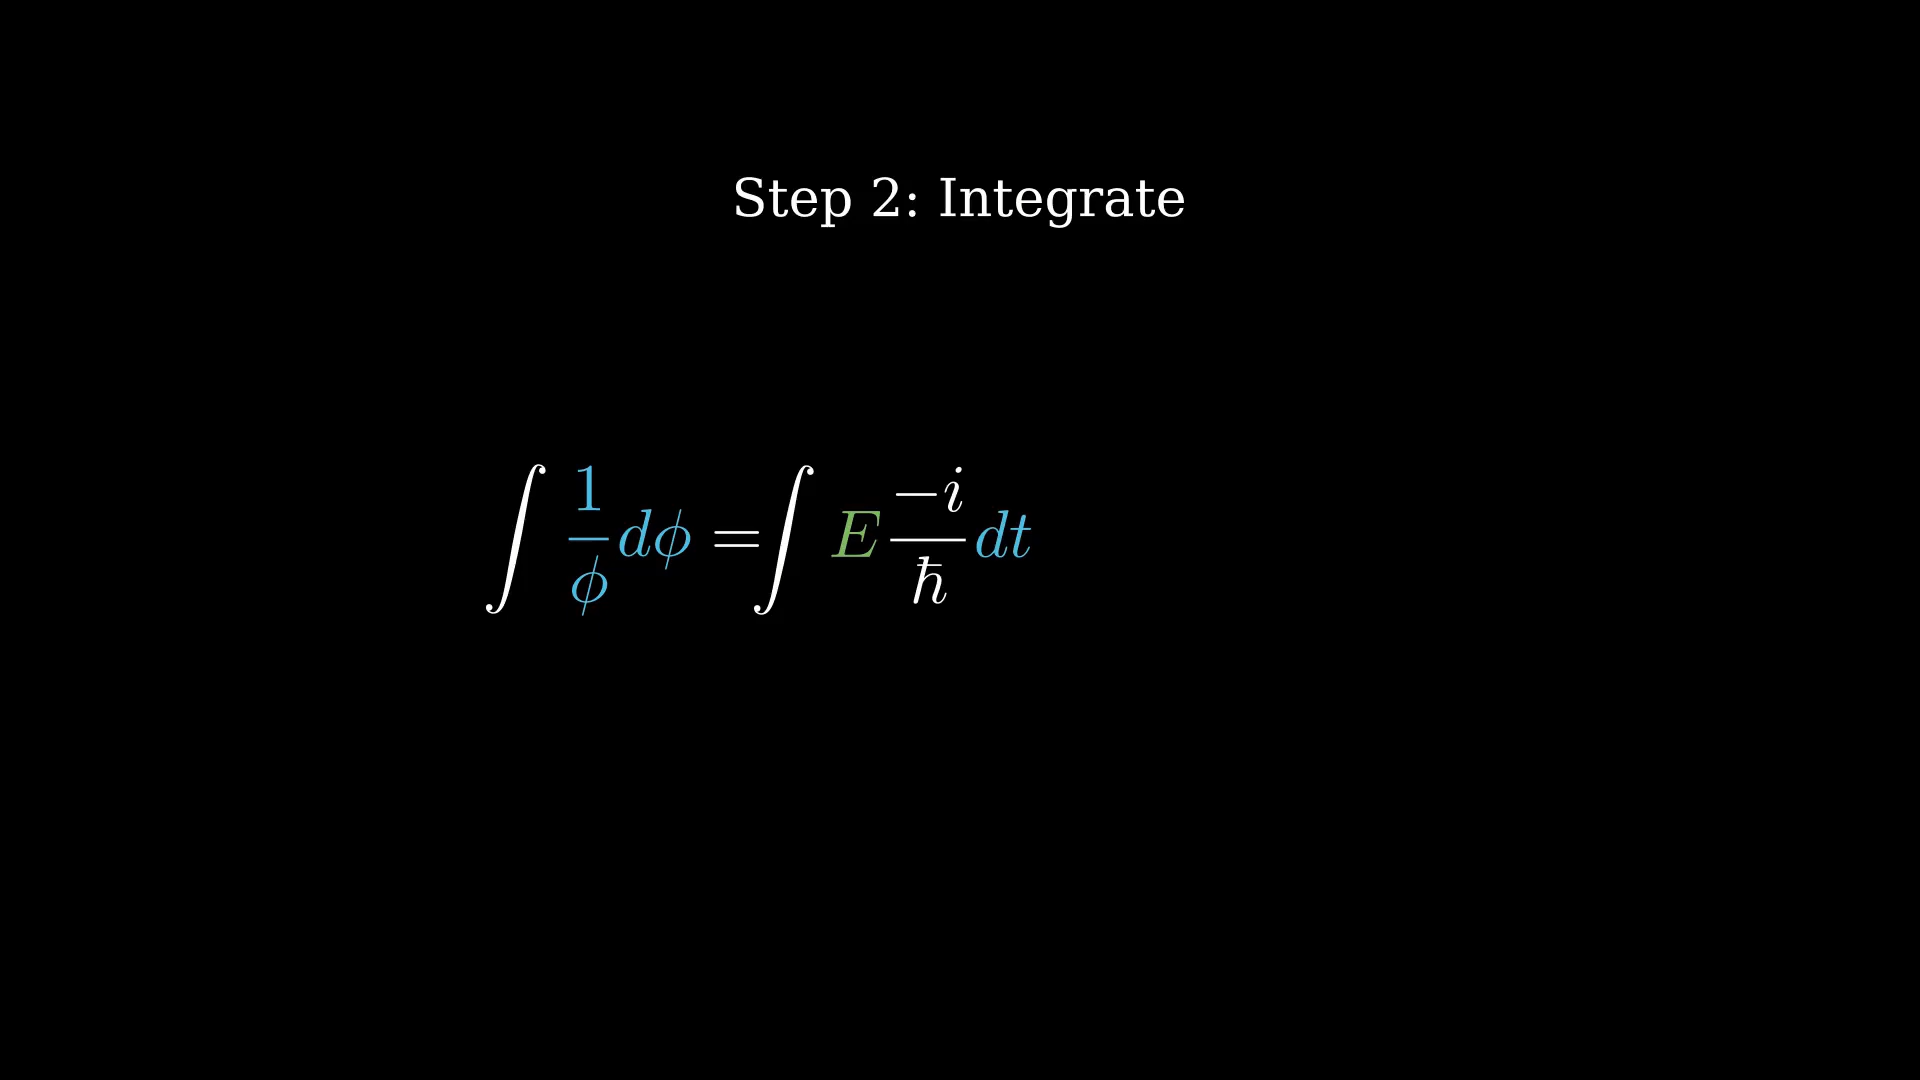 Step 2: Integrate
∫ 1/ϕ dϕ = ∫ E −i/ħ dt